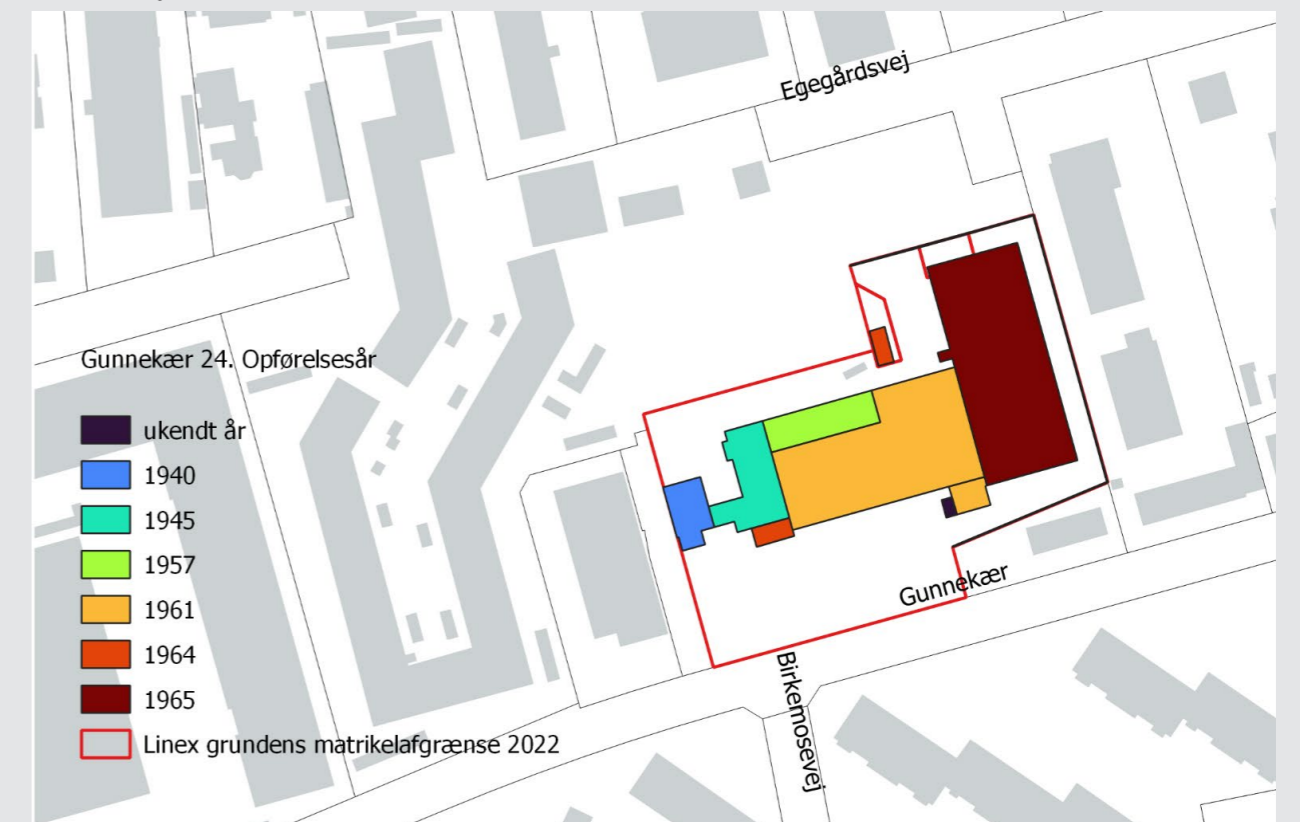 Egegårdsvej
Gunnekær 24. Opførelsesår
ukendt år
1940
1945
1957
1961
1964
1965
Linex grundens matrikelafgrænse 2022
Gunnekær
Birkemosevej